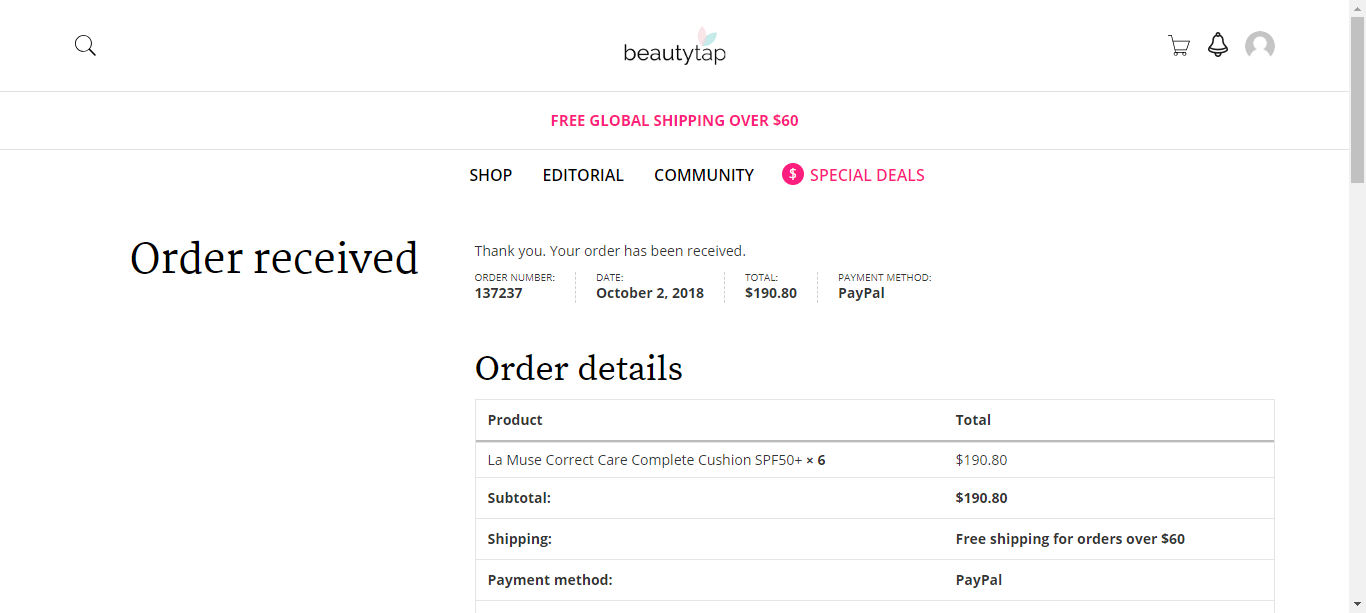 beautytap
FREE GLOBAL SHIPPING OVER $60
SHOP EDITORIAL COMMUNITY $ SPECIAL DEALS
Order received
Thank you. Your order has been received.
ORDER NUMBER: DATE: TOTAL: PAYMENT METHOD:
137237 October 2, 2018 $190.80 PayPal
Order details
Product Total
La Muse Correct Care Complete Cushion SPF50+ × 6 $190.80
Subtotal: $190.80
Shipping: Free shipping for orders over $60
Payment method: PayPal